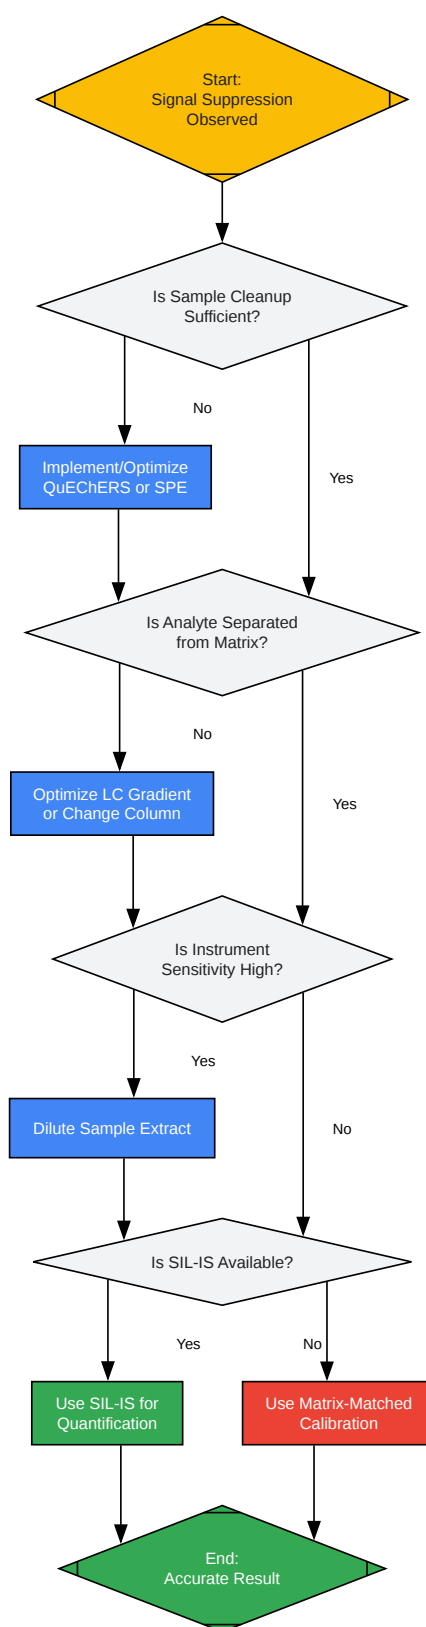 Start:
Signal Suppression
Observed
Is Sample Cleanup
Sufficient?
No
Implement/Optimize
QuEChERS or SPE
Yes
Is Analyte Separated
from Matrix?
No
Optimize LC Gradient
or Change Column
Yes
Is Instrument
Sensitivity High?
Yes
Dilute Sample Extract
No
Is SIL-IS Available?
Yes
No
Use SIL-IS for
Quantification
Use Matrix-Matched
Calibration
End:
Accurate Result